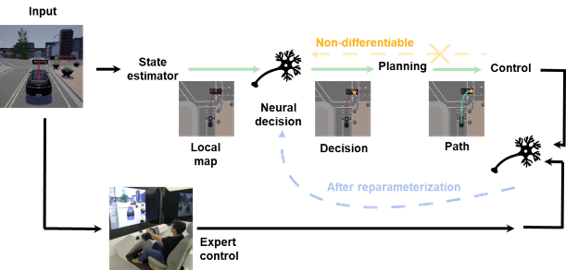 Input
Non-differentiable
State
estimator
Planning
Control
Neural
decision
Local
map
Decision
Path
After reparameterization
Expert
control